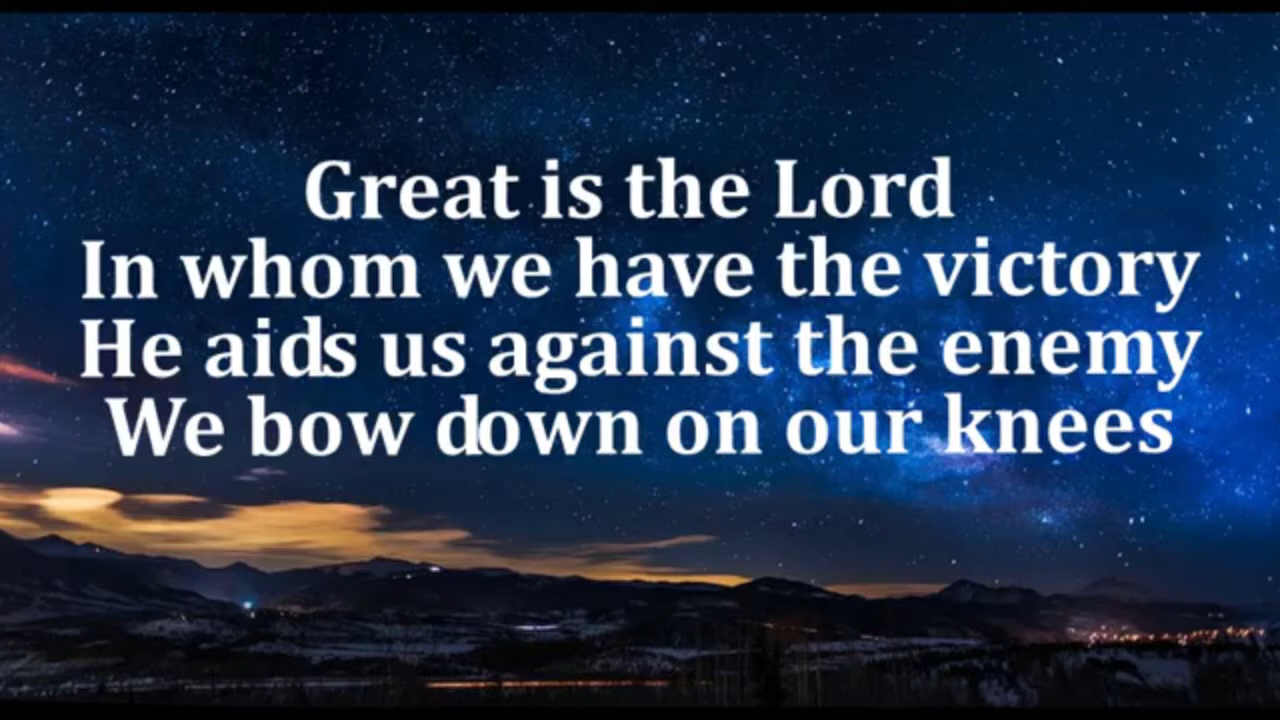 Great is the Lord
In whom we have the victory
He aids us against the enemy
We bow down on our knees